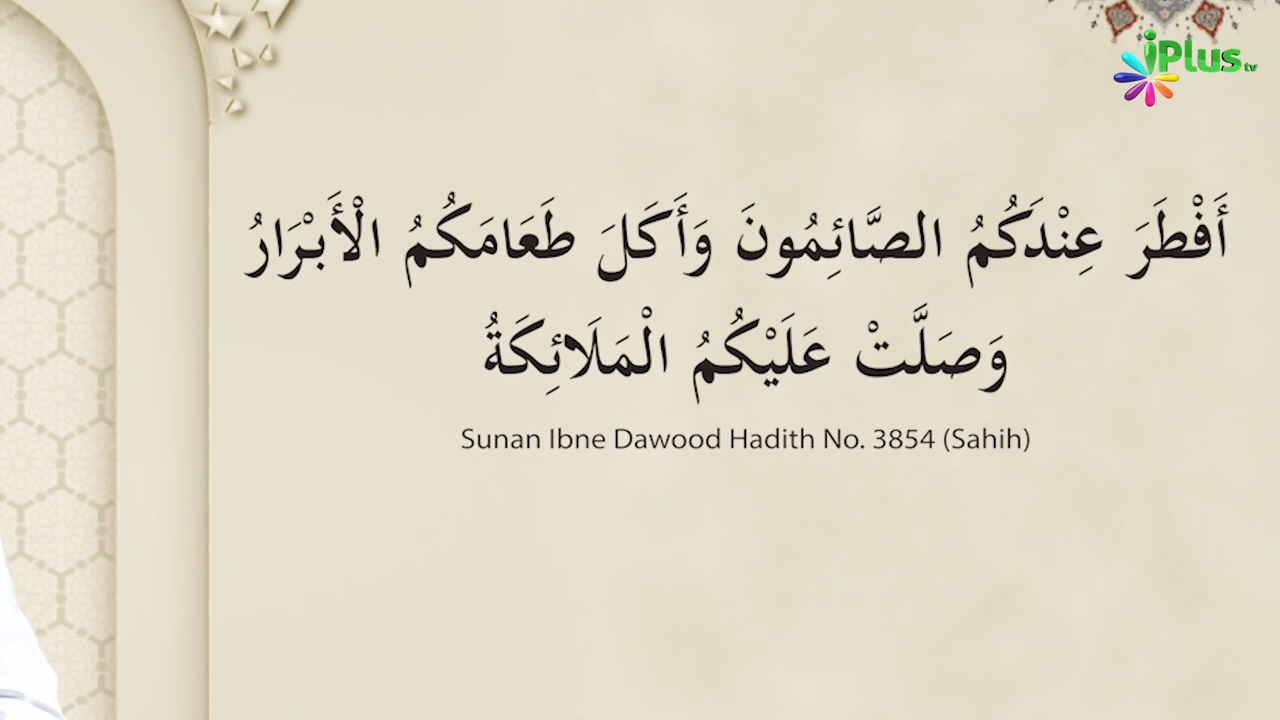 iPlus tv
أَفْطَرَ عِنْدَكُمُ الصَّائِمُونَ وَأَكَلَ طَعَامَكُمُ الْأَبْرَارُ
وَصَلَّتْ عَلَيْكُمُ الْمَلَائِكَةُ
Sunan Ibne Dawood Hadith No. 3854 (Sahih)